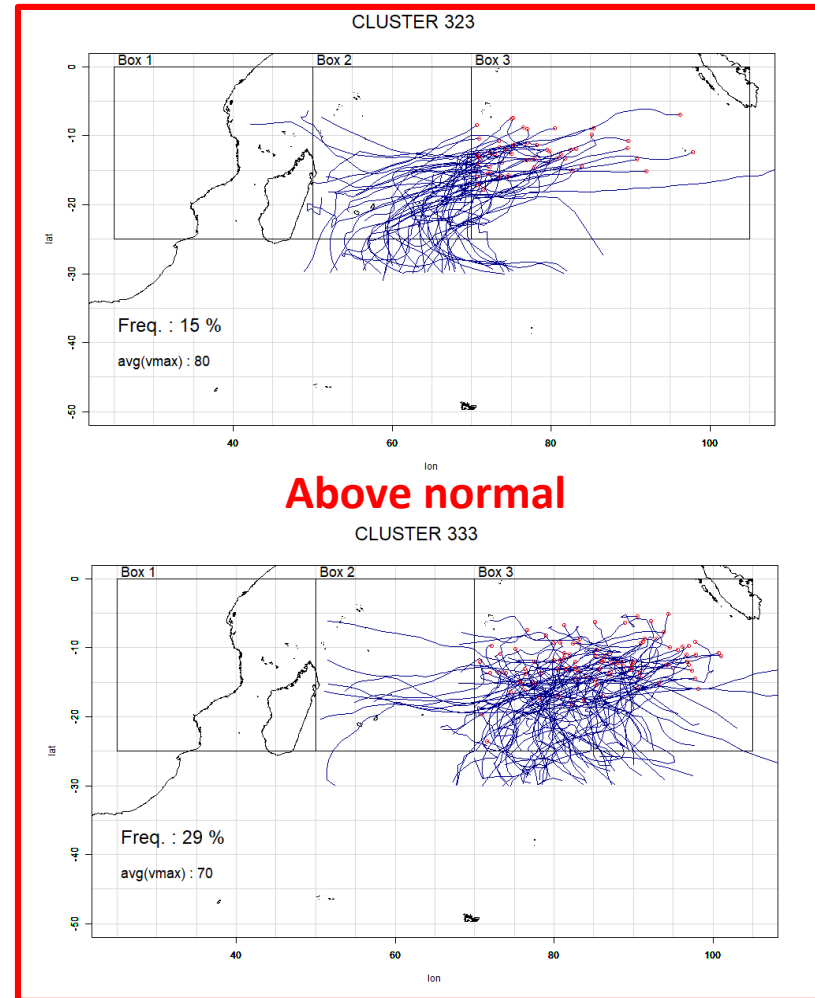 CLUSTER 323
Box 1 Box 2 Box 3
0
-10
-20
-30
-40
-50
lat
Freq. : 15 %
avg(vmax) : 80
40 60 80 100
lon
Above normal
CLUSTER 333
Box 1 Box 2 Box 3
0
-10
-20
-30
-40
-50
lat
Freq. : 29 %
avg(vmax) : 70
40 60 80 100
lon